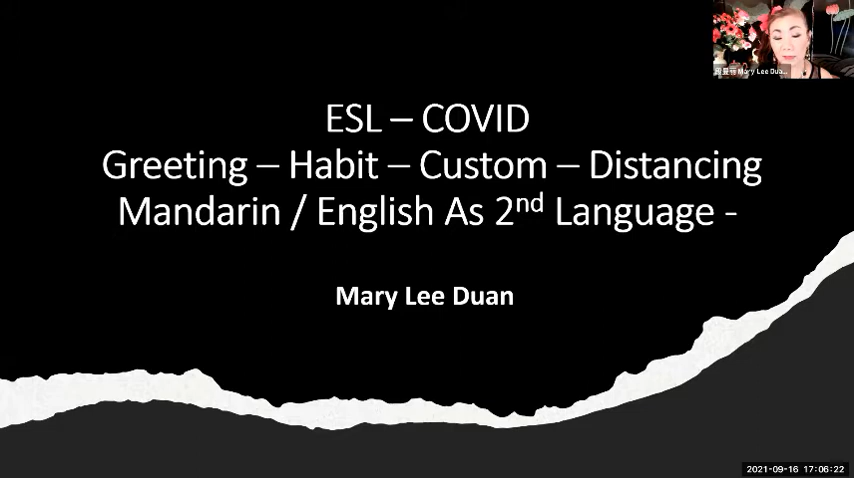 ESL – COVID
Greeting – Habit – Custom – Distancing
Mandarin / English As 2nd Language -
Mary Lee Duan
Mary Lee Dua...
2021-09-16 17:06:22